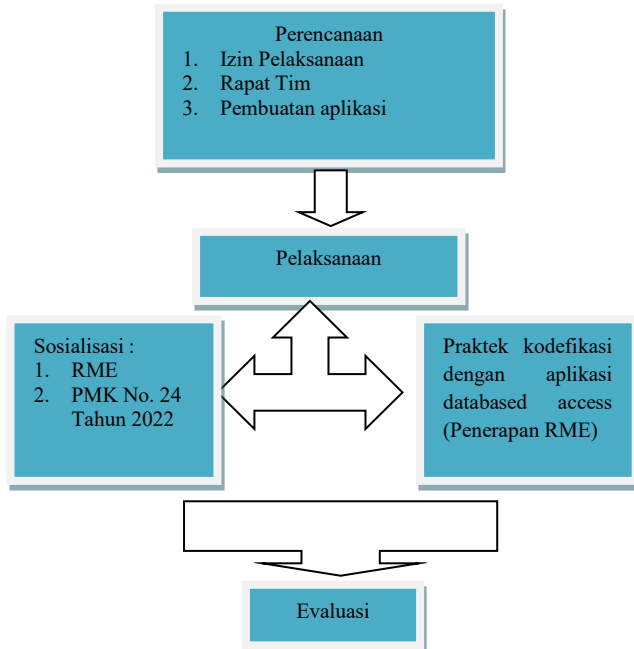 Perencanaan
1. Izin Pelaksanaan
2. Rapat Tim
3. Pembuatan aplikasi
Pelaksanaan
Sosialisasi :
1. RME
2. PMK No. 24
Tahun 2022
Praktek kodefikasi
dengan aplikasi
databased access
(Penerapan RME)
Evaluasi